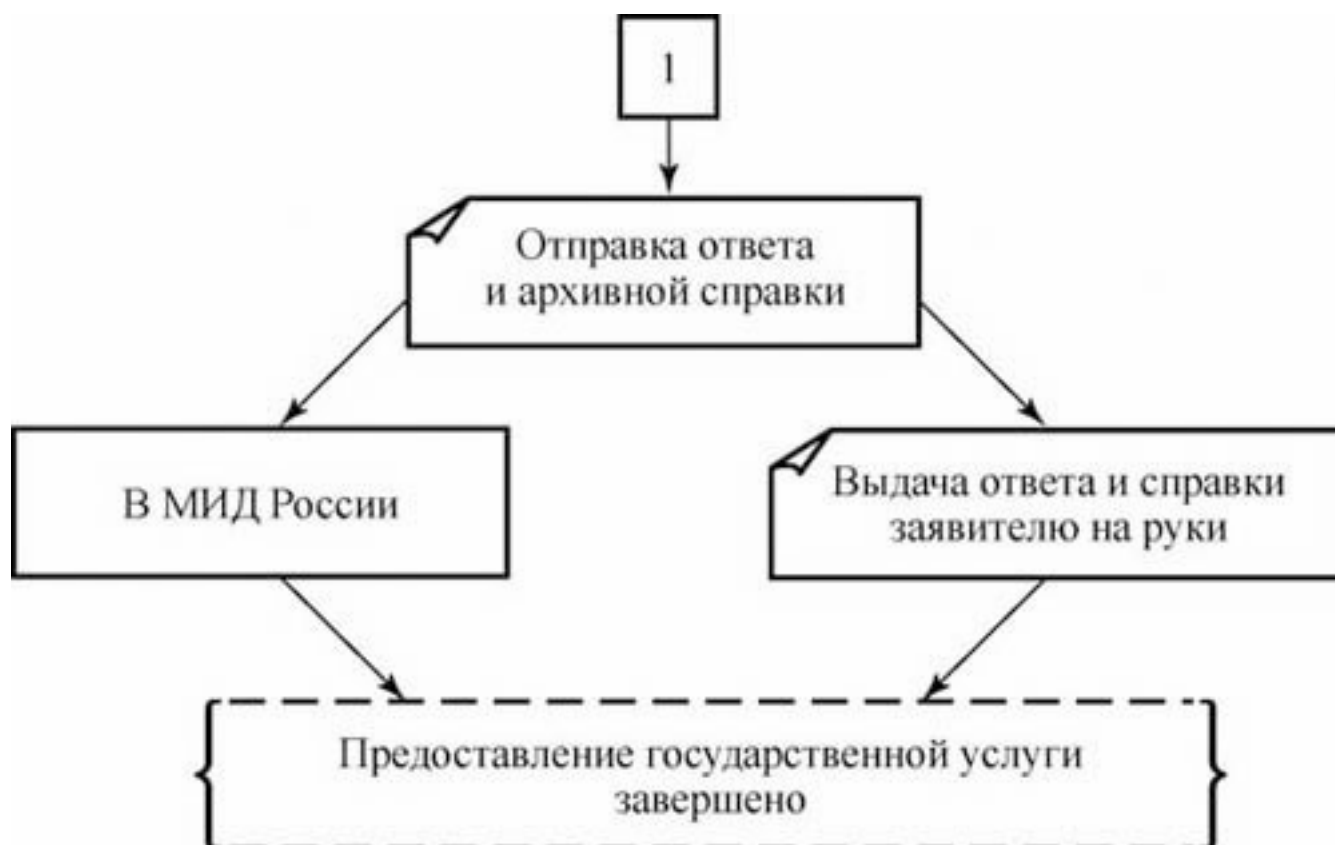 1
Отправка ответа
и архивной справки
В МИД России
Выдача ответа и справки
заявителю на руки
Предоставление государственной услуги
завершено